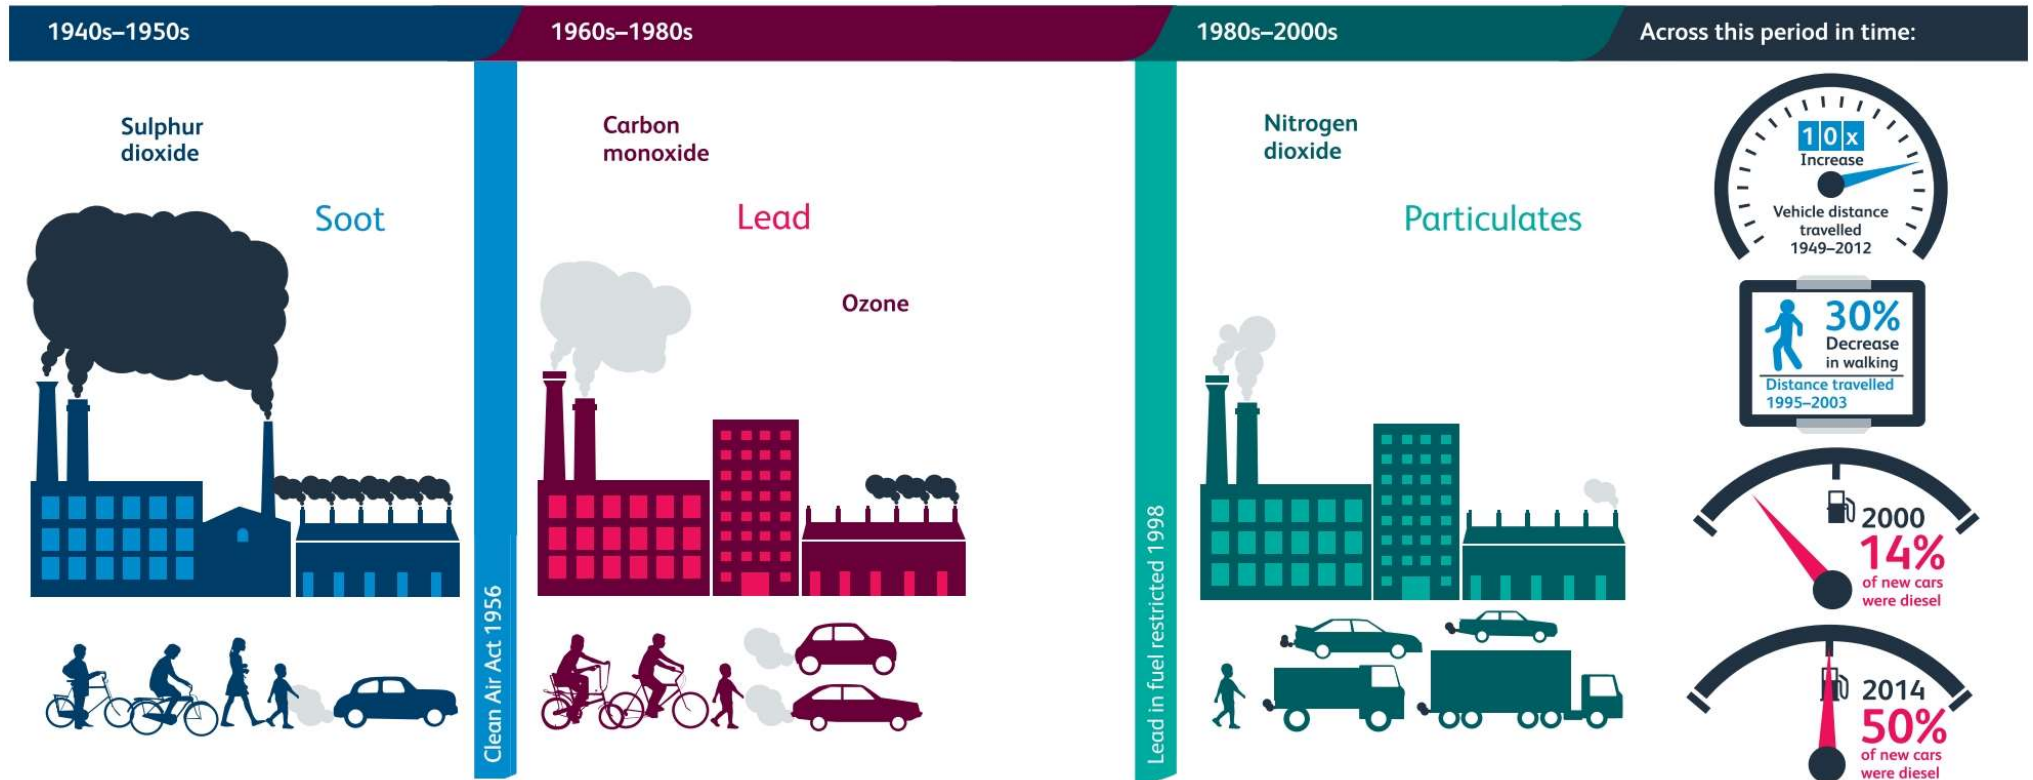 1940s–1950s
1960s–1980s
1980s–2000s
Across this period in time:
Sulphur
dioxide
Soot
Clean Air Act 1956
Carbon
monoxide
Lead
Ozone
Lead in fuel restricted 1998
Nitrogen
dioxide
Particulates
10x
Increase
Vehicle distance
travelled
1949–2012
30%
Decrease
in walking
Distance travelled
1995–2003
2000
14%
of new cars
were diesel
2014
50%
of new cars
were diesel